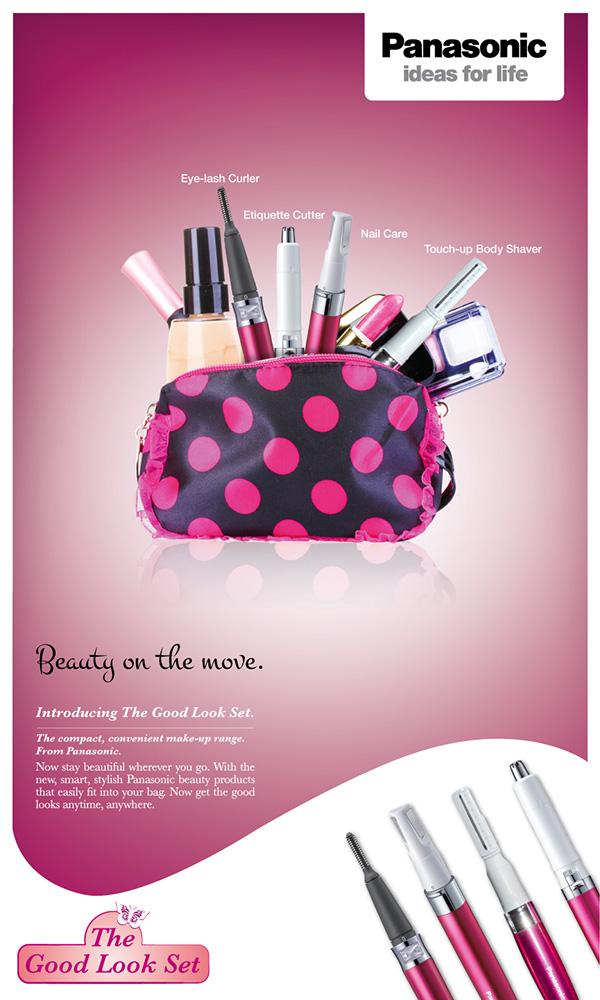 Panasonic
ideas for life
Eye-lash Curler
Etiquette Cutter
Nail Care
Touch-up Body Shaver
Beauty on the move.
Introducing The Good Look Set.
The compact, convenient make-up range.
From Panasonic.
Now stay beautiful wherever you go. With the
new, smart, stylish Panasonic beauty products
that easily fit into your bag. Now get the good
looks anytime, anywhere.
The
Good Look Set
Panasonic